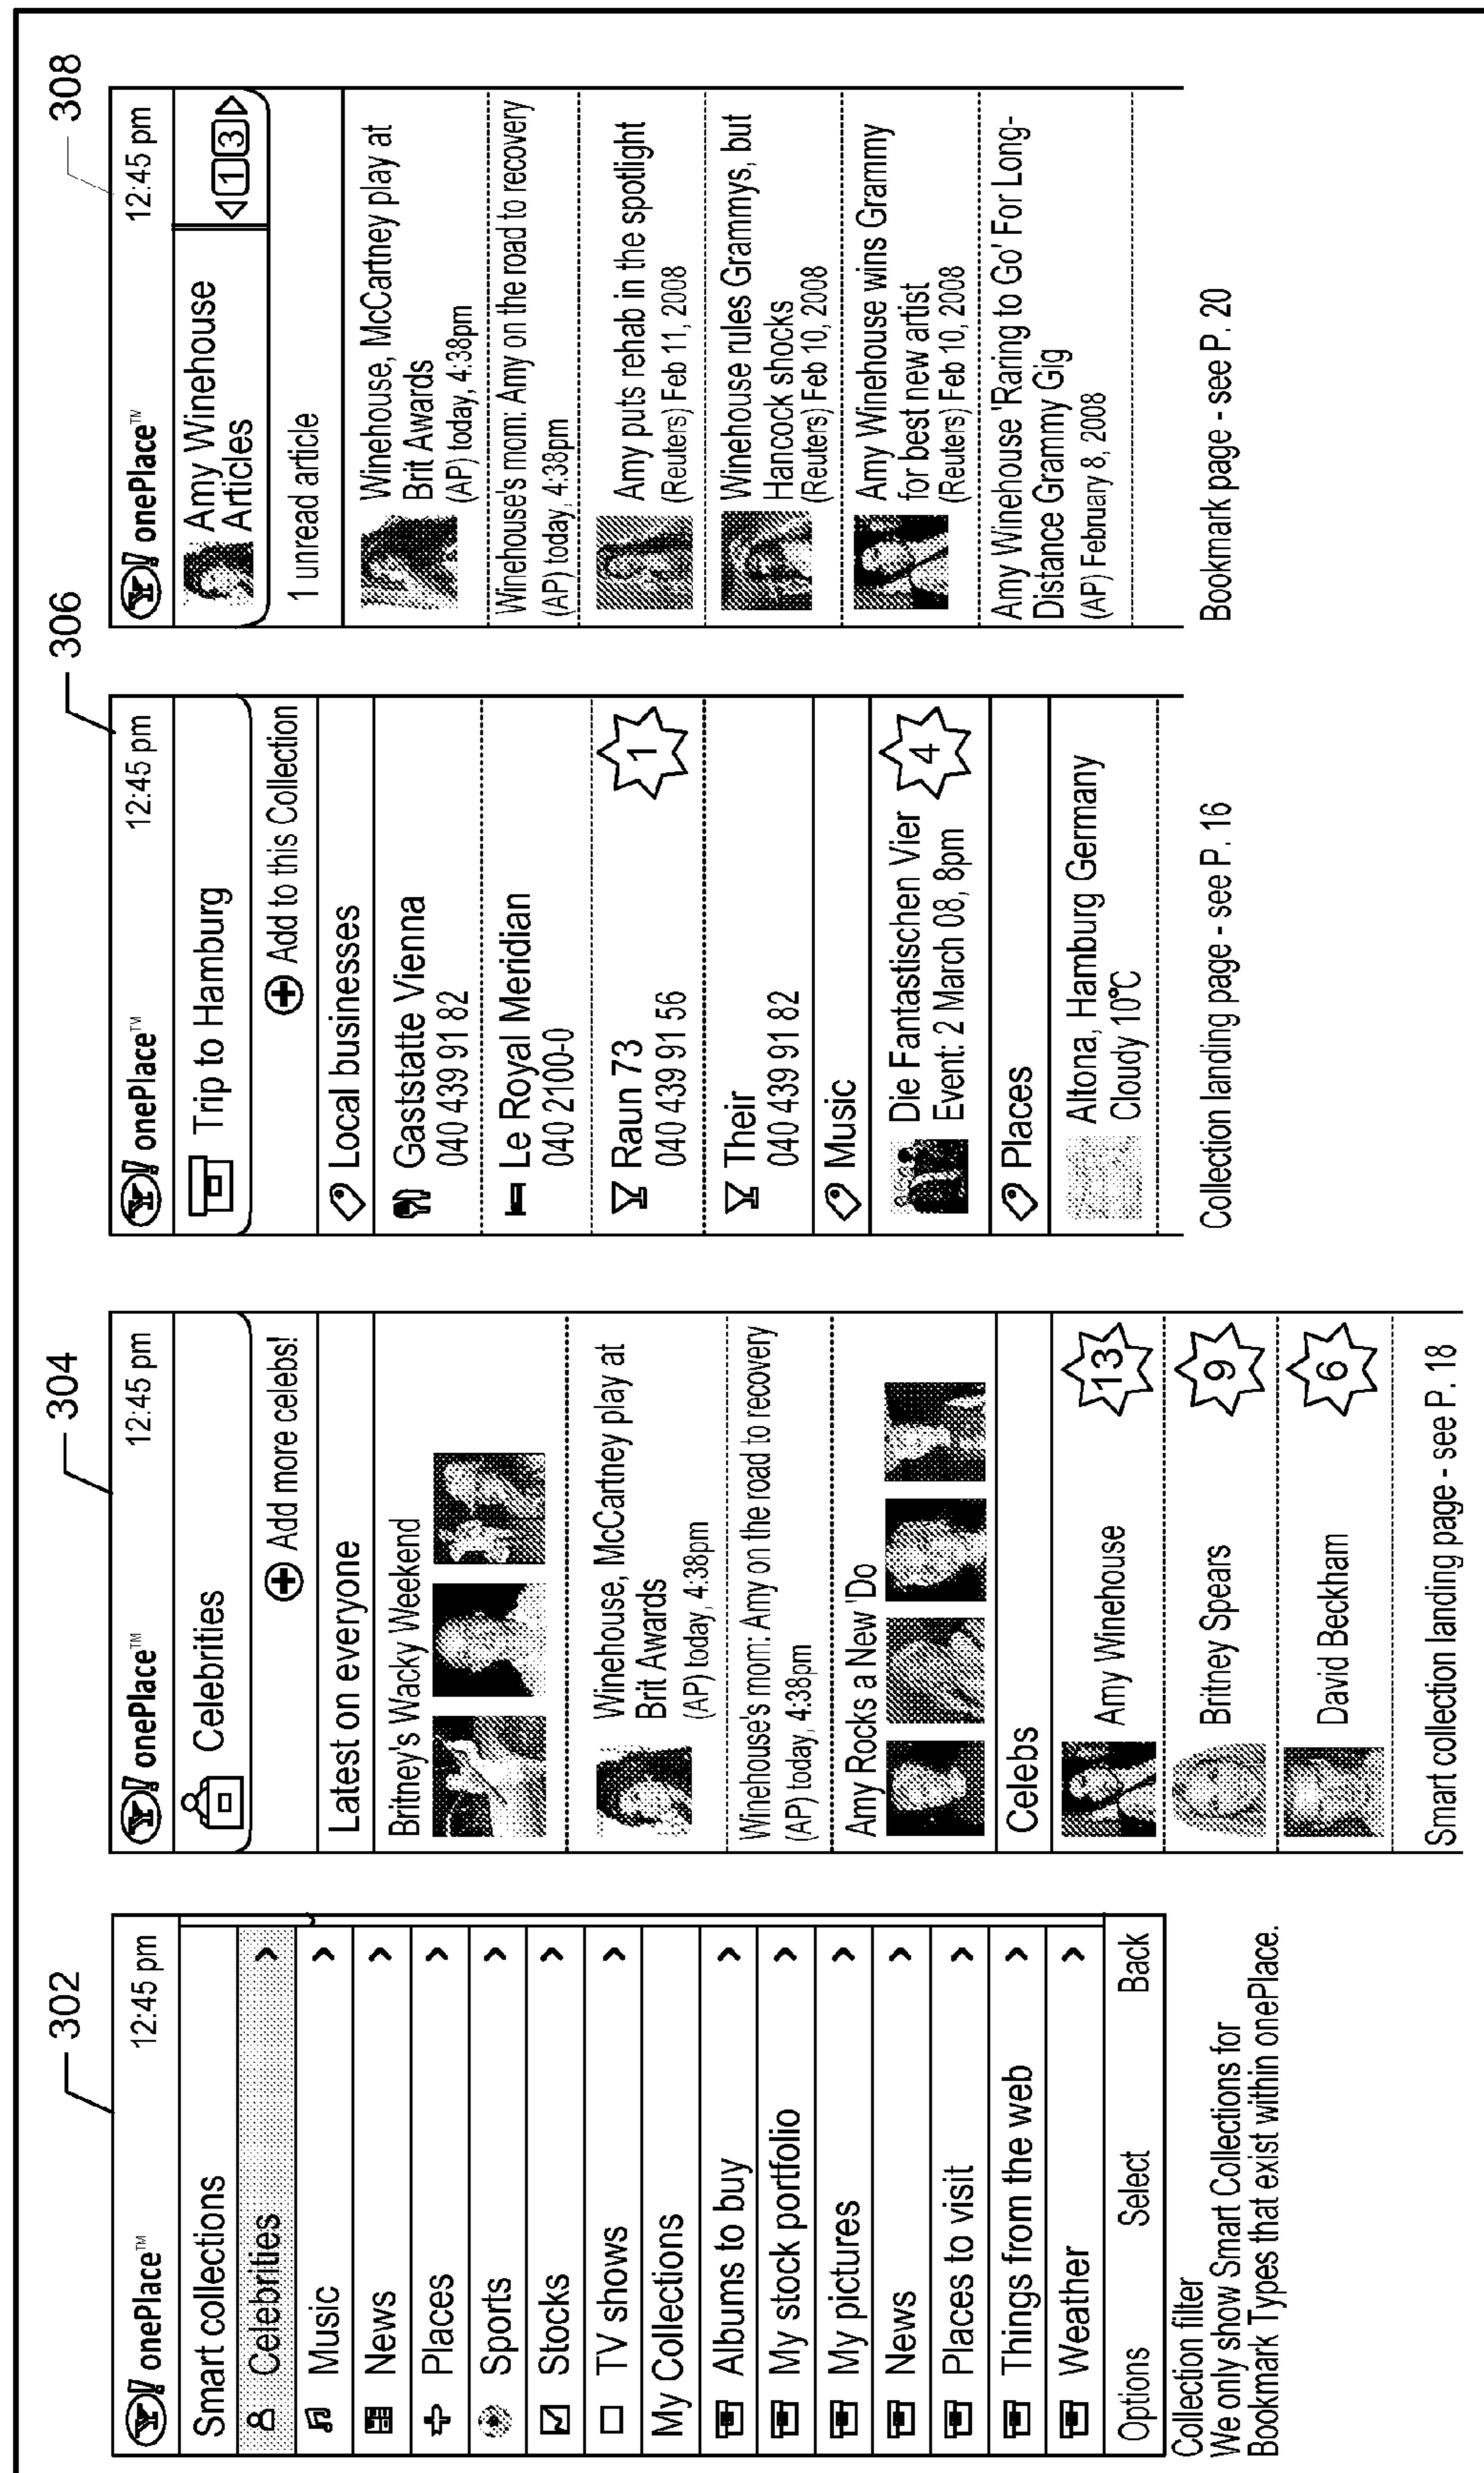 302
Y! onePlace™ 12:45 pm
Smart collections
Celebrities >
Music >
News >
Places >
Sports >
Stocks >
TV shows >
My Collections
Albums to buy >
My stock portfolio >
My pictures >
News >
Places to visit >
Things from the web >
Weather >
Options Select Back
Collection filter
We only show Smart Collections for
Bookmark Types that exist within onePlace.
304
Y! onePlace™ 12:45 pm
Celebrities
Add more celebs!
Latest on everyone
Britney's Wacky Weekend
Winehouse, McCartney play at
Brit Awards
(AP) today, 4:38pm
Winehouse's mom: Amy on the road to recovery
(AP) today, 4:38pm
Amy Rocks a New 'Do
Celebs
Amy Winehouse 13
Britney Spears 9
David Beckham 6
Smart collection landing page - see P. 18
306
Y! onePlace™ 12:45 pm
Trip to Hamburg
Add to this Collection
Local businesses
Gaststatte Vienna
040 439 91 82
Le Royal Meridian
040 2100-0
Raun 73 1
040 439 91 56
Their
040 439 91 82
Music
Die Fantastischen Vier 4
Event: 2 March 08, 8pm
Places
Altona, Hamburg Germany
Cloudy 10°C
Collection landing page - see P. 16
308
Y! onePlace™ 12:45 pm
Amy Winehouse 1 3
Articles
1 unread article
Winehouse, McCartney play at
Brit Awards
(AP) today, 4:38pm
Winehouse's mom: Amy on the road to recovery
(AP) today, 4:38pm
Amy puts rehab in the spotlight
(Reuters) Feb 11, 2008
Winehouse rules Grammys, but
Hancock shocks
(Reuters) Feb 10, 2008
Amy Winehouse wins Grammy
for best new artist
(Reuters) Feb 10, 2008
Amy Winehouse 'Raring to Go' For Long-
Distance Grammy Gig
(AP) February 8, 2008
Bookmark page - see P. 20